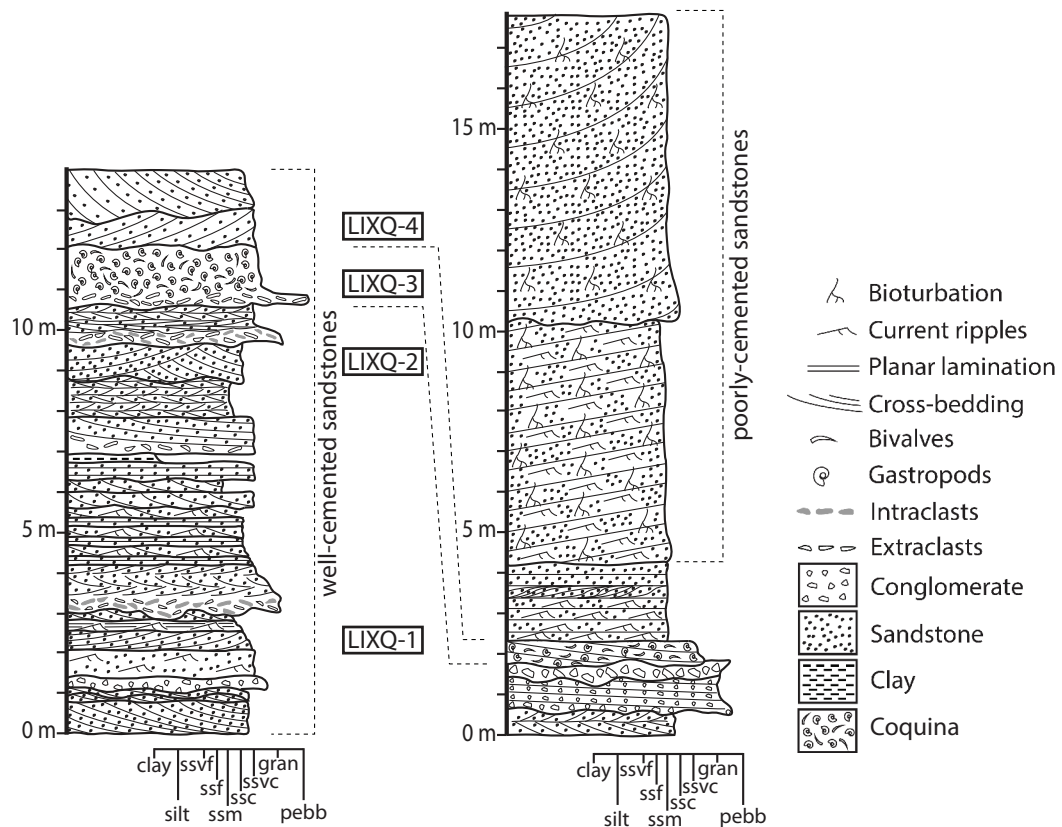 10 m
5 m
0 m
clay
silt
ssvf
ssf
ssm
ssc
ssvc
gran
pebb
well-cemented sandstones
LIXQ-4
LIXQ-3
LIXQ-2
LIXQ-1
15 m
10 m
5 m
0 m
clay
silt
ssvf
ssf
ssm
ssc
ssvc
gran
pebb
poorly-cemented sandstones
Bioturbation
Current ripples
Planar lamination
Cross-bedding
Bivalves
Gastropods
Intraclasts
Extraclasts
Conglomerate
Sandstone
Clay
Coquina